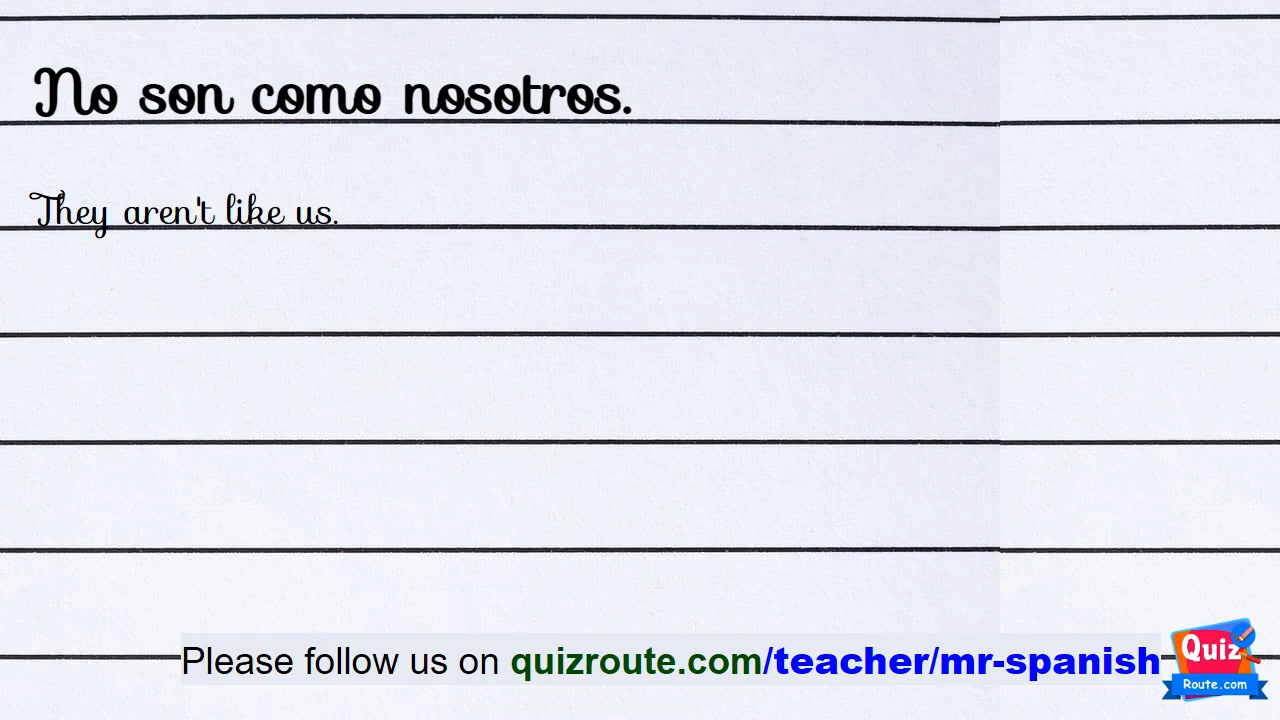 No son como nosotros.
They aren't like us.
Please follow us on quizroute.com/teacher/mr-spanish
Quiz
Route.com